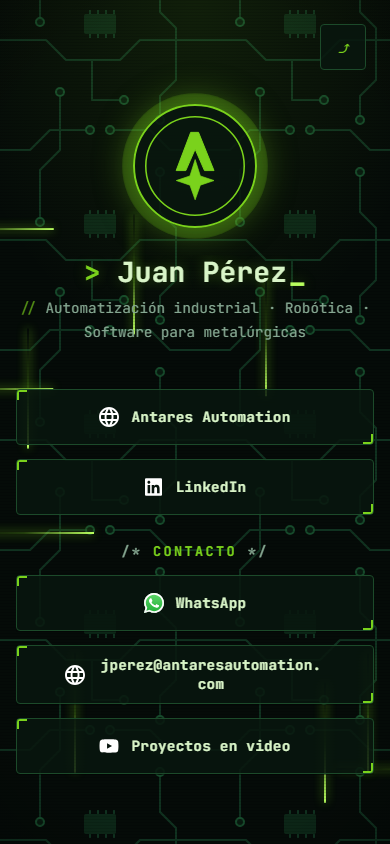 > Juan Pérez_
// Automatización industrial · Robótica ·
Software para metalúrgicas
Antares Automation
LinkedIn
/* CONTACTO */
WhatsApp
jperez@antaresautomation.
com
Proyectos en video